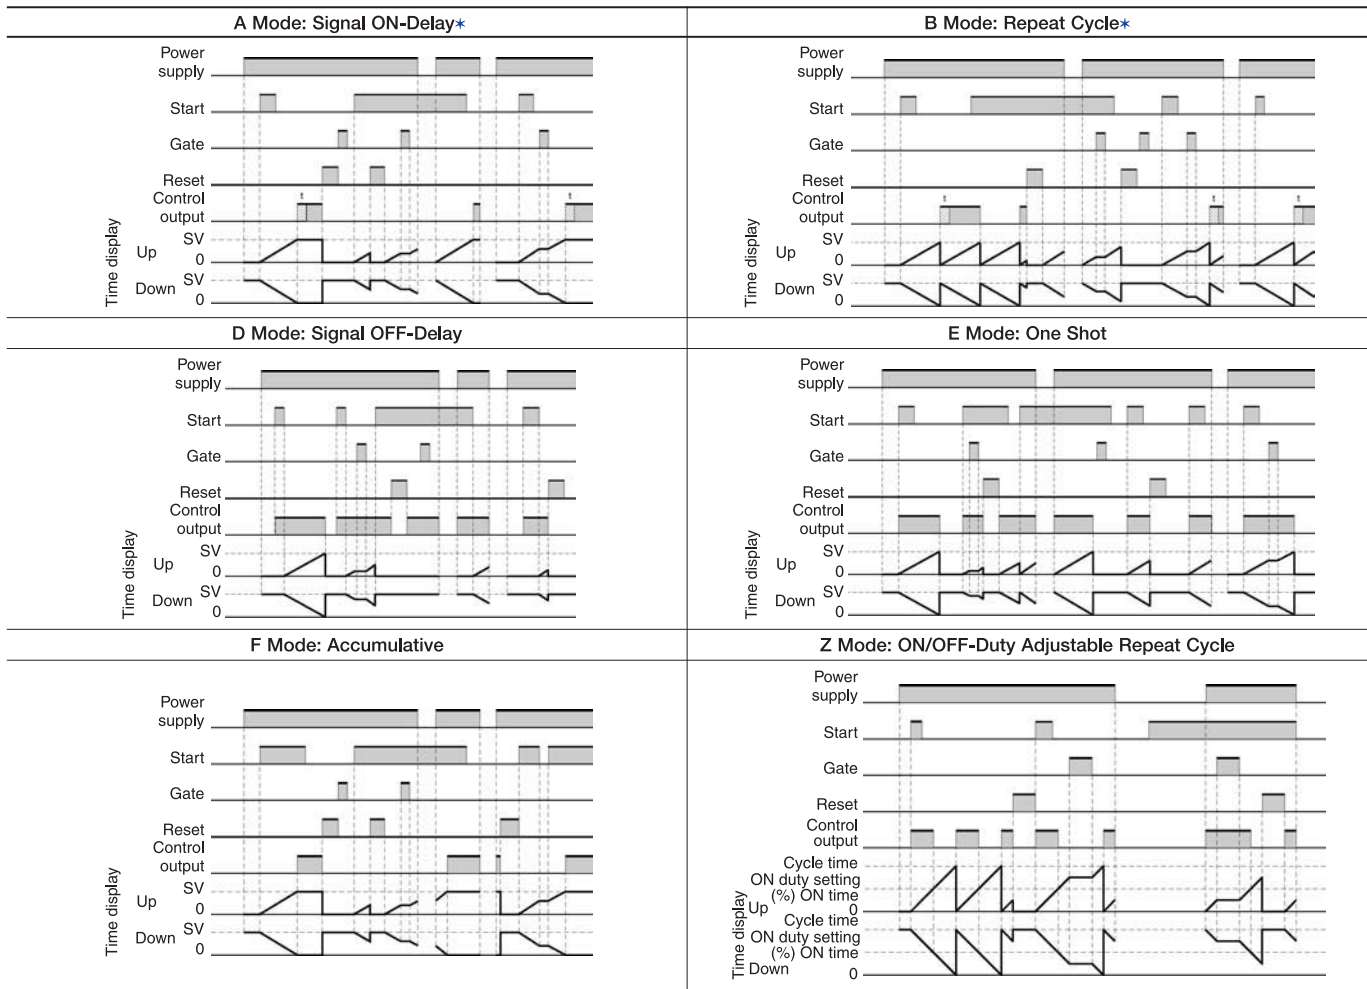 A Mode: Signal ON-Delay*
Power
supply
Start
Gate
Reset
Control
output
t
t
Time display
Up
SV
0
Down
SV
0
B Mode: Repeat Cycle*
Power
supply
Start
Gate
Reset
Control
output
t
t
t
Time display
Up
SV
0
Down
SV
0
D Mode: Signal OFF-Delay
Power
supply
Start
Gate
Reset
Control
output
Time display
Up
SV
0
Down
SV
0
E Mode: One Shot
Power
supply
Start
Gate
Reset
Control
output
Time display
Up
SV
0
Down
SV
0
F Mode: Accumulative
Power
supply
Start
Gate
Reset
Control
output
Time display
Up
SV
0
Down
SV
0
Z Mode: ON/OFF-Duty Adjustable Repeat Cycle
Power
supply
Start
Gate
Reset
Control
output
Time display
Cycle time
ON duty setting
(%) ON time
Up
0
Cycle time
ON duty setting
(%) ON time
Down
0